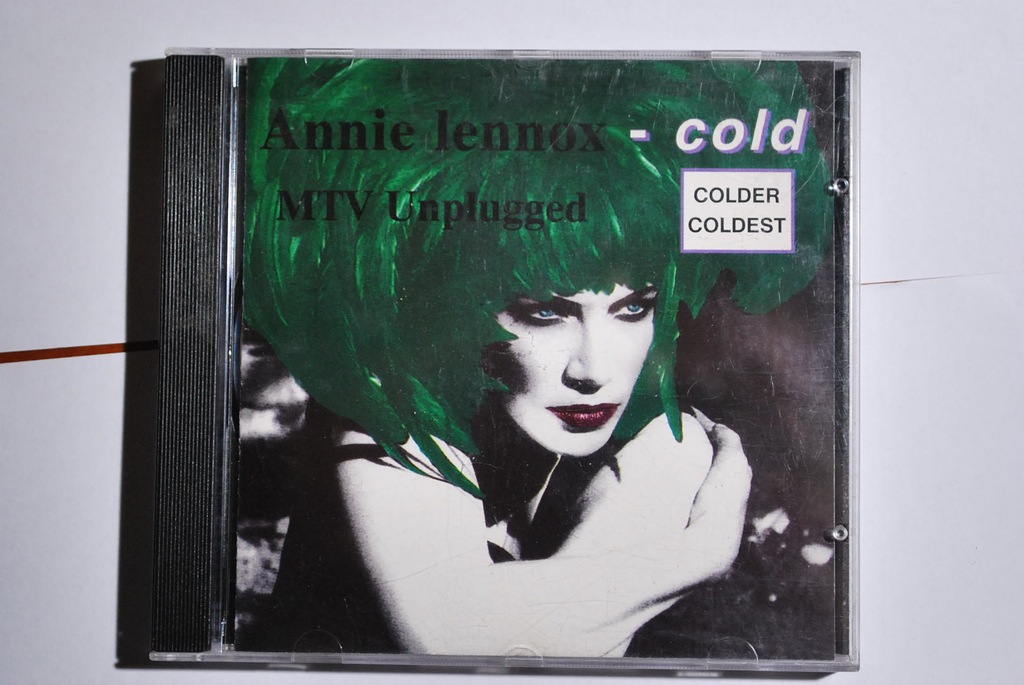 Annie lennox - cold
MTV Unplugged
COLDER
COLDEST